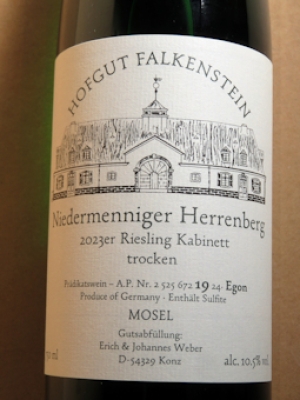 HOFGUT FALKENSTEIN
Niedermenniger Herrenberg
2023er Riesling Kabinett
trocken
Prädikatswein – A.P. Nr. 2 525 672 19 24 · Egon
Produce of Germany · Enthält Sulfite
MOSEL
Gutsabfüllung:
Erich & Johannes Weber
D-54329 Konz
alc. 10.5% vol
ml